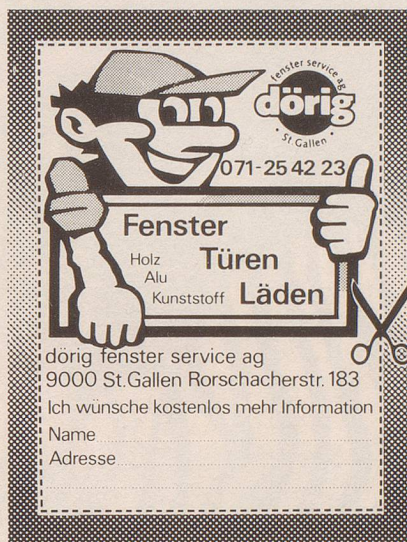 fenster service ag
dörig
· St. Gallen ·
071-25 42 23
Fenster
Holz
Türen
Alu
Kunststoff Läden
dörig fenster service ag
9000 St.Gallen Rorschacherstr. 183
Ich wünsche kostenlos mehr Information
Name
Adresse